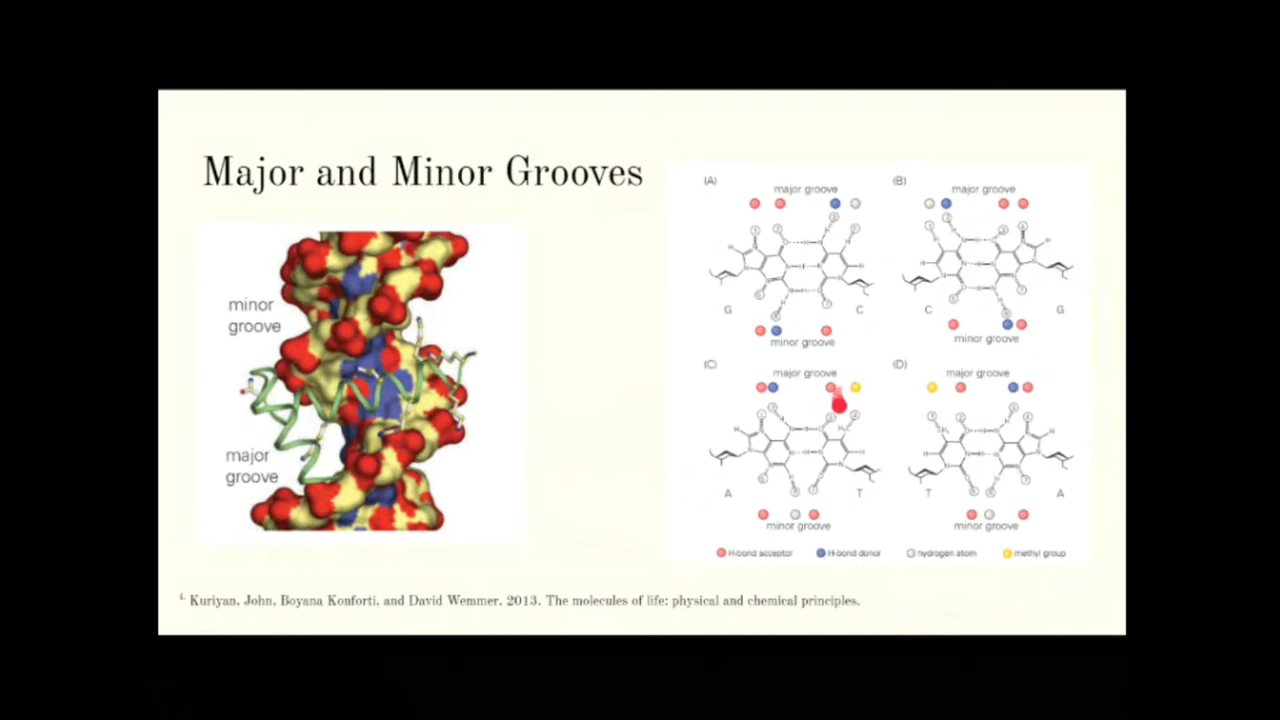 Major and Minor Grooves
minor
groove
major
groove
(A)
major groove
G
C
minor groove
(B)
major groove
C
G
minor groove
(C)
major groove
A
T
minor groove
(D)
major groove
T
A
minor groove
H-bond acceptor
H-bond donor
hydrogen atom
methyl group
4. Kuriyan, John, Boyana Konforti, and David Wemmer. 2013. The molecules of life: physical and chemical principles.